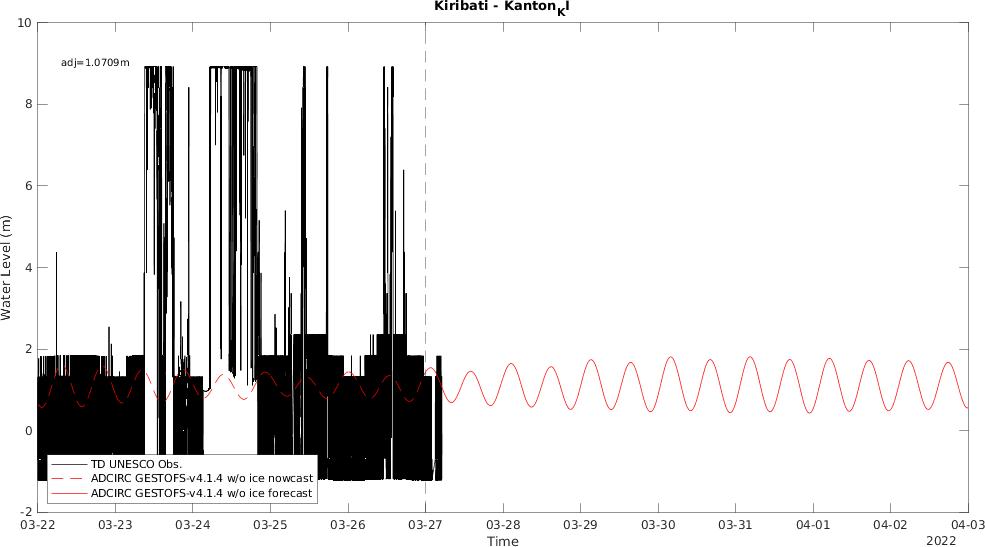 Kiribati - Kanton_KI
10
adj=1.0709m
8
6
4
2
0
-2
Water Level (m)
TD UNESCO Obs.
ADCIRC GESTOFS-v4.1.4 w/o ice nowcast
ADCIRC GESTOFS-v4.1.4 w/o ice forecast
03-22 03-23 03-24 03-25 03-26 03-27 03-28 03-29 03-30 03-31 04-01 04-02 04-03
Time
2022